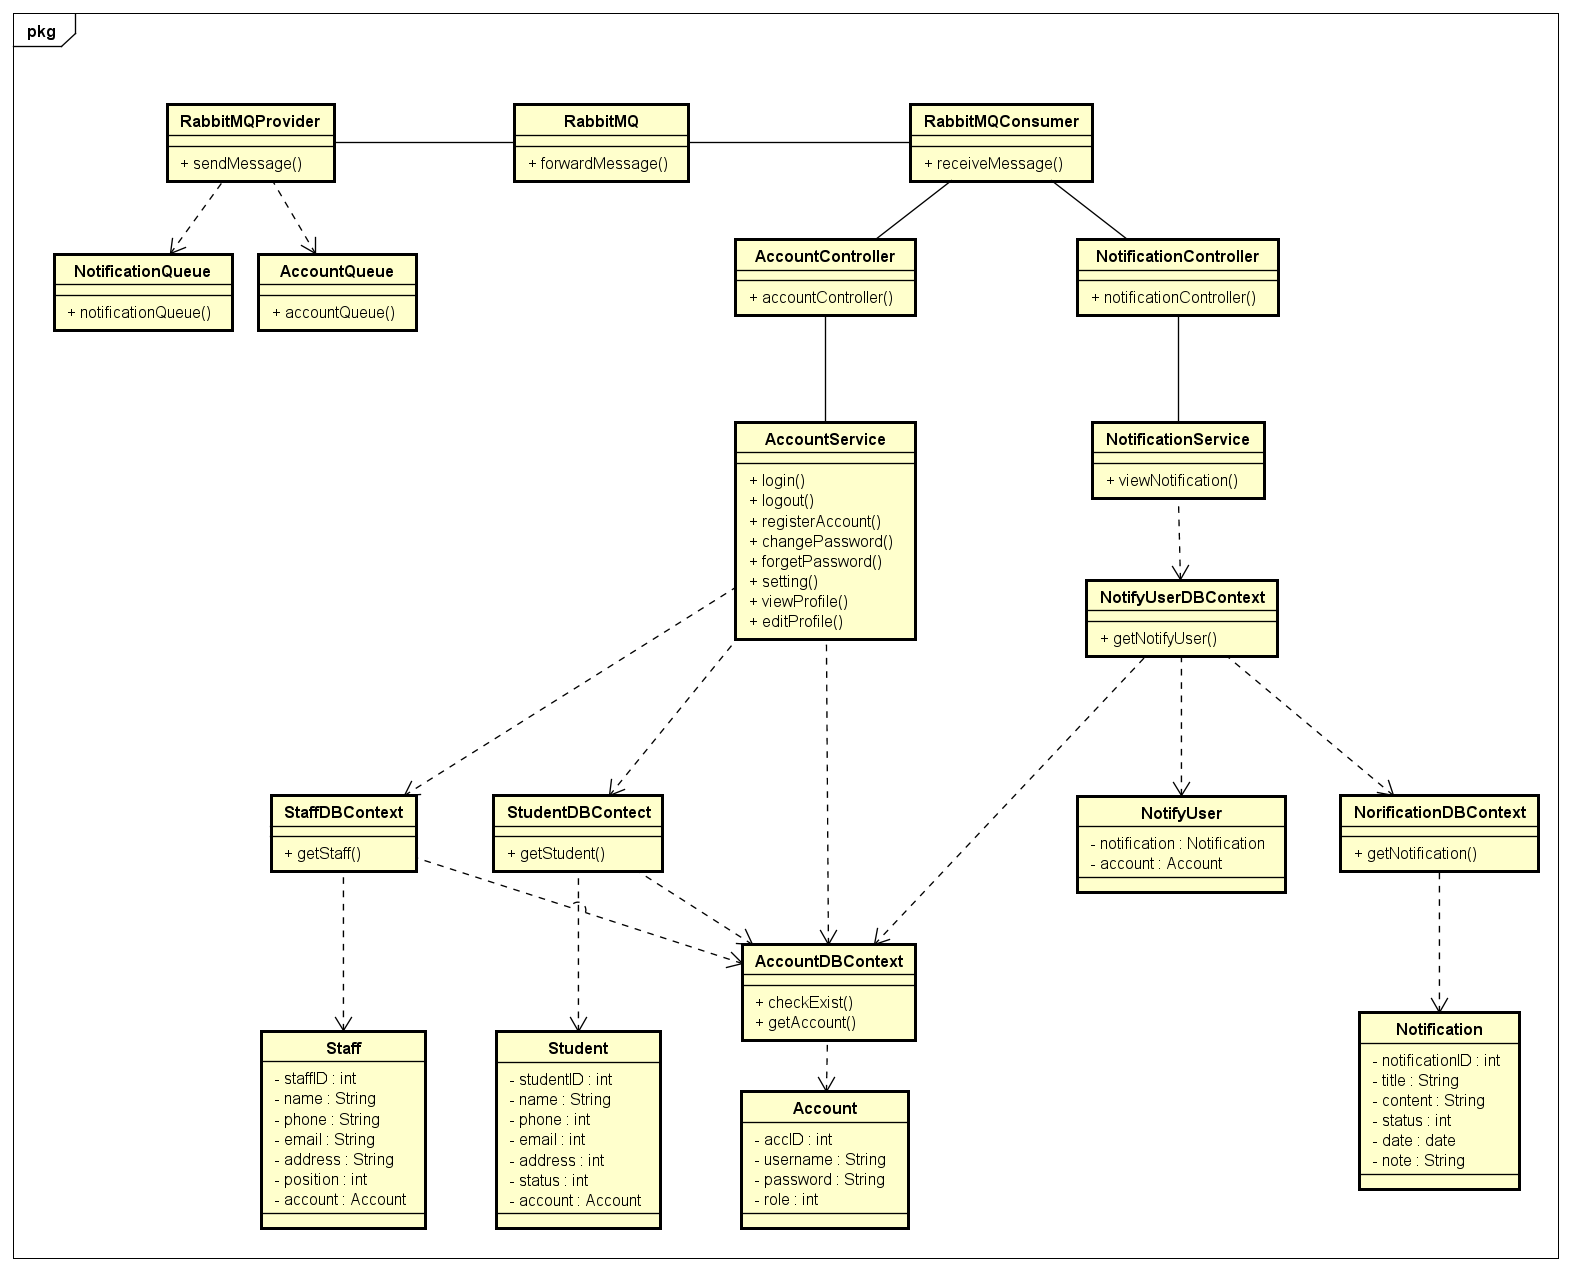 pkg
RabbitMQProvider
+ sendMessage()
RabbitMQ
+ forwardMessage()
RabbitMQConsumer
+ receiveMessage()
NotificationQueue
+ notificationQueue()
AccountQueue
+ accountQueue()
AccountController
+ accountController()
NotificationController
+ notificationController()
AccountService
+ login()
+ logout()
+ registerAccount()
+ changePassword()
+ forgetPassword()
+ setting()
+ viewProfile()
+ editProfile()
NotificationService
+ viewNotification()
NotifyUserDBContext
+ getNotifyUser()
StaffDBContext
+ getStaff()
StudentDBContect
+ getStudent()
NotifyUser
- notification : Notification
- account : Account
NorificationDBContext
+ getNotification()
AccountDBContext
+ checkExist()
+ getAccount()
Staff
- staffID : int
- name : String
- phone : String
- email : String
- address : String
- position : int
- account : Account
Student
- studentID : int
- name : String
- phone : int
- email : int
- address : int
- status : int
- account : Account
Account
- accID : int
- username : String
- password : String
- role : int
Notification
- notificationID : int
- title : String
- content : String
- status : int
- date : date
- note : String